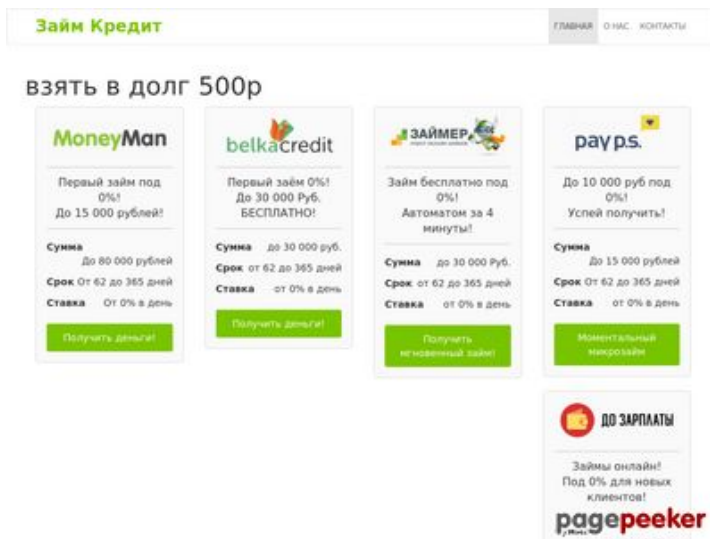 Займ Кредит
ГЛАВНАЯ О НАС. КОНТАКТЫ
взять в долг 500р
MoneyMan
Первый займ под
0%!
До 15 000 рублей!
Сумма
До 80 000 рублей
Срок От 62 до 365 дней
Ставка От 0% в день
Получить деньги!
belkacredit
Первый заём 0%!
До 30 000 Руб.
БЕСПЛАТНО!
Сумма до 30 000 руб.
Срок от 62 до 365 дней
Ставка от 0% в день
Получить деньги!
ЗАЙМЕР
Займ бесплатно под
0%!
Автоматом за 4
минуты!
Сумма до 30 000 Руб.
Срок от 62 до 365 дней
Ставка от 0% в день
Получить
мгновенный займ!
pay p.s.
До 10 000 руб под
0%!
Успей получить!
Сумма
До 15 000 рублей
Срок От 62 до 365 дней
Ставка от 0% в день
Моментальный
микрозайм
ДО ЗАРПЛАТЫ
Займы онлайн!
Под 0% для новых
клиентов!
pagepeeker